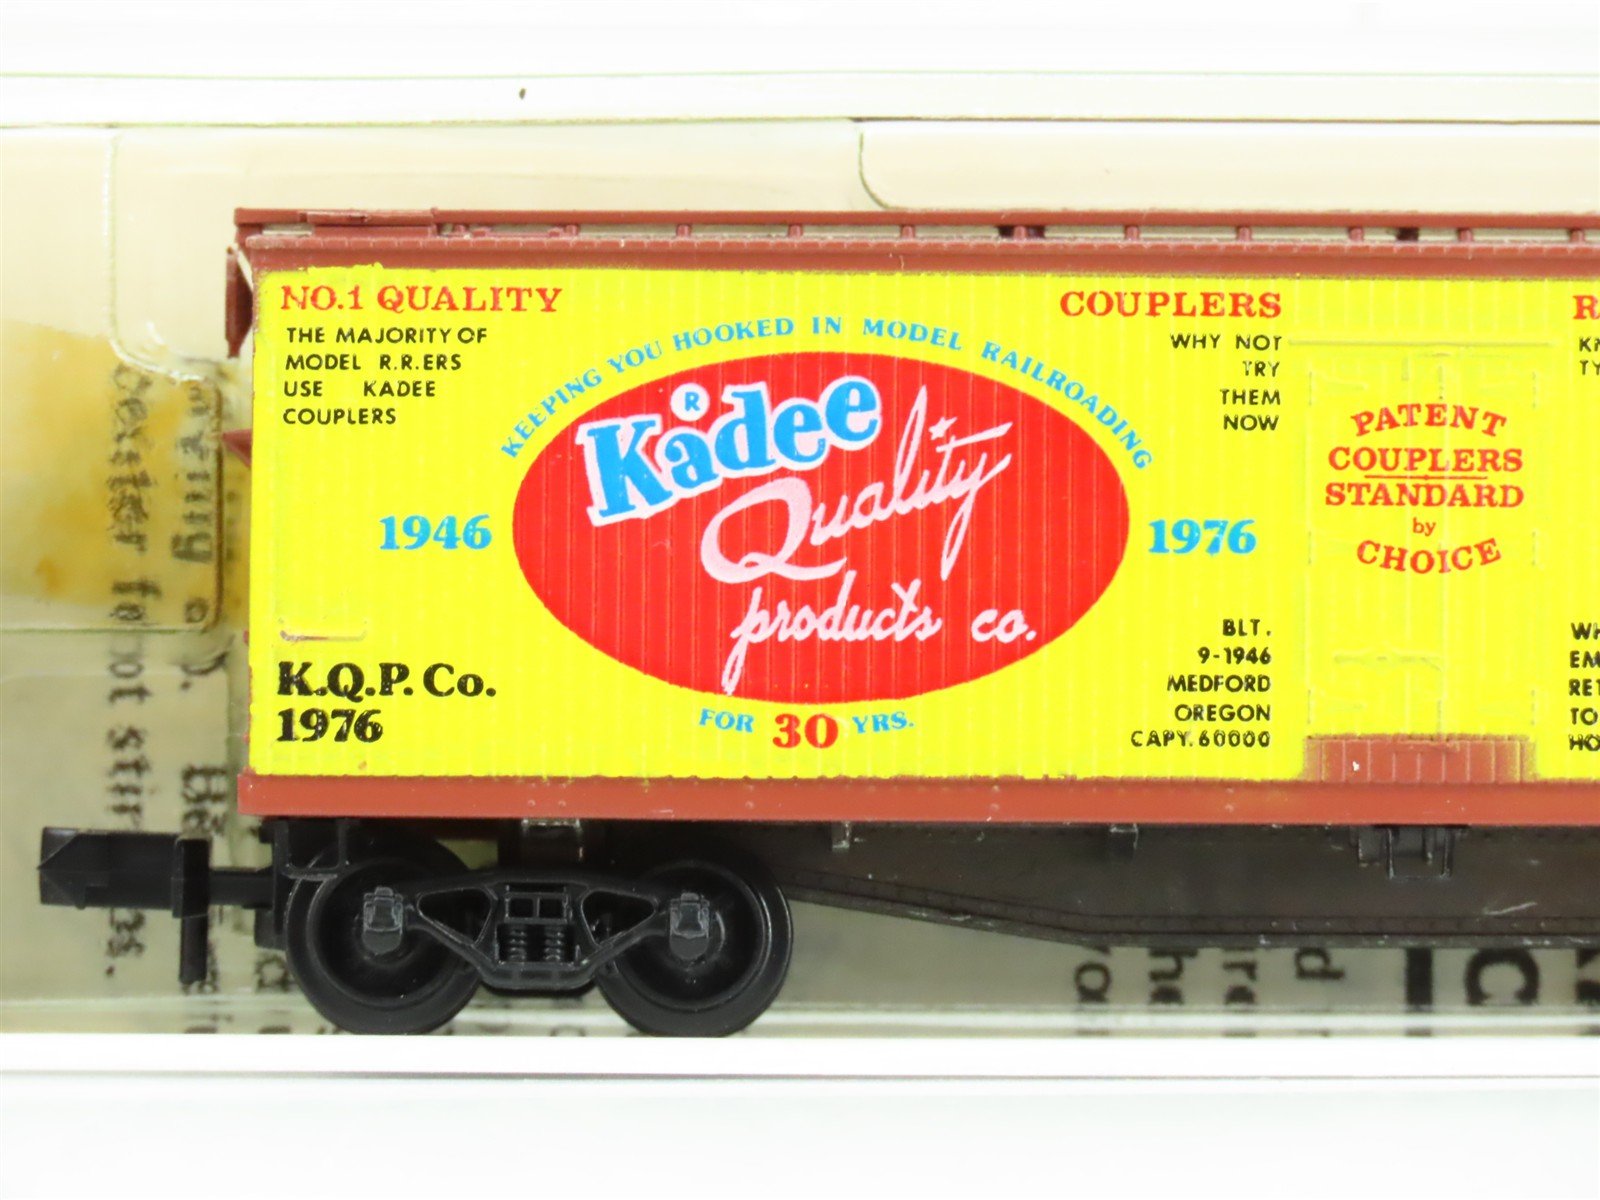 NO.1 QUALITY
THE MAJORITY OF
MODEL R.R.ERS
USE KADEE
COUPLERS
KEEPING YOU HOOKED IN MODEL RAILROADING
Kadee
®
Quality
products co.
1946
1976
FOR 30 YRS.
K.Q.P. Co.
1976
COUPLERS
WHY NOT
TRY
THEM
NOW
BLT.
9-1946
MEDFORD
OREGON
CAPY. 60000
PATENT
COUPLERS
STANDARD
by
CHOICE